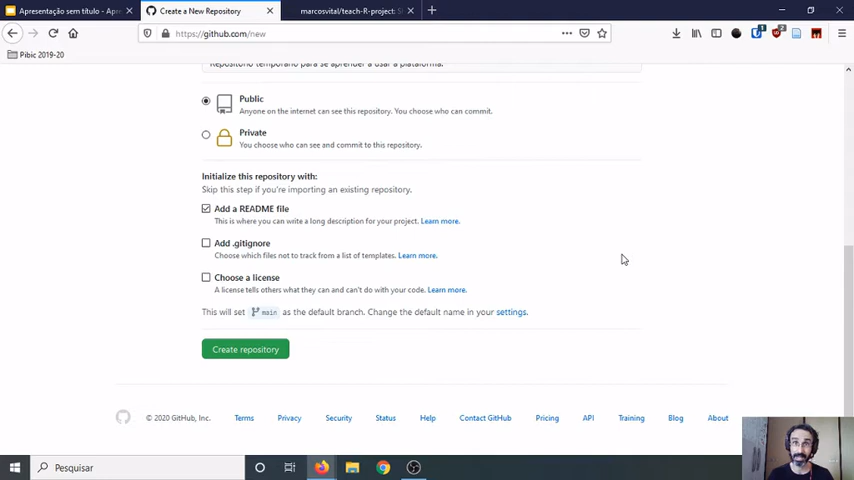 Apresentação sem título - Apre
Create a New Repository
marcosvital/teach-R-project: S
https://github.com/new
Pibic 2019-20
Repositório temporário para se aprender a usar a plataforma.
Public
Anyone on the internet can see this repository. You choose who can commit.
Private
You choose who can see and commit to this repository.
Initialize this repository with:
Skip this step if you're importing an existing repository.
Add a README file
This is where you can write a long description for your project. Learn more.
Add .gitignore
Choose which files not to track from a list of templates. Learn more.
Choose a license
A license tells others what they can and can't do with your code. Learn more.
This will set main as the default branch. Change the default name in your settings.
Create repository
© 2020 GitHub, Inc. Terms Privacy Security Status Help Contact GitHub Pricing API Training Blog About
Pesquisar